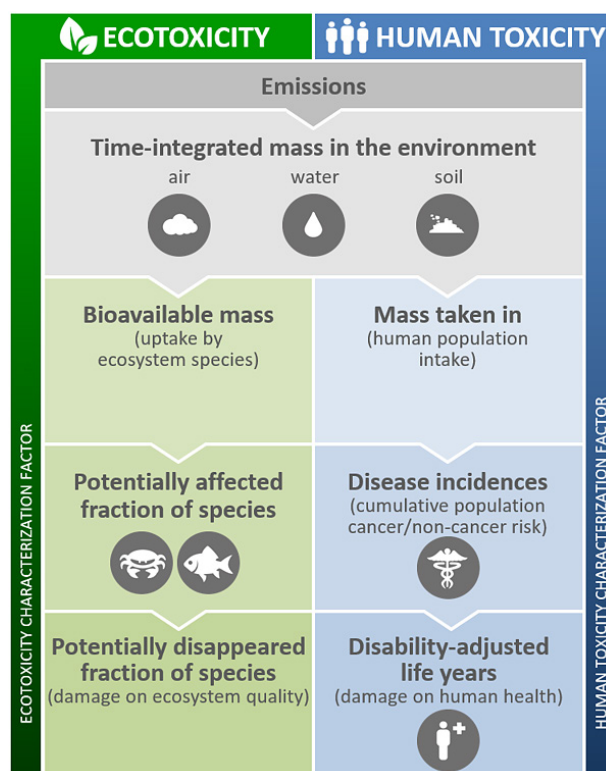 ECOTOXICITY
HUMAN TOXICITY
Emissions
Time-integrated mass in the environment
air
water
soil
Bioavailable mass
(uptake by
ecosystem species)
Mass taken in
(human population
intake)
Potentially affected
fraction of species
Disease incidences
(cumulative population
cancer/non-cancer risk)
Potentially disappeared
fraction of species
(damage on ecosystem quality)
Disability-adjusted
life years
(damage on human health)
ECOTOXICITY CHARACTERIZATION FACTOR
HUMAN TOXICITY CHARACTERIZATION FACTOR